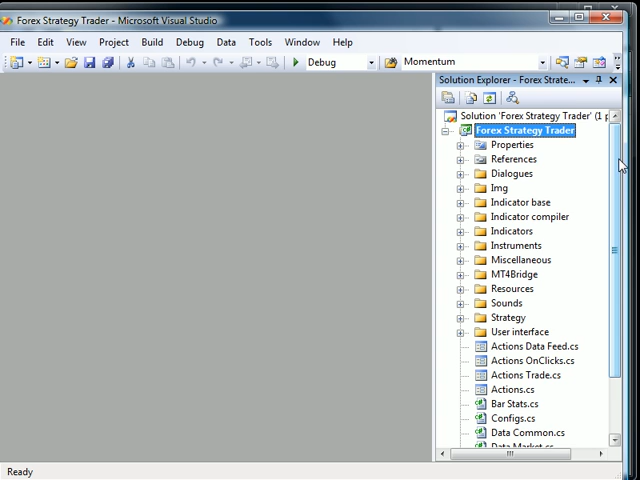 Forex Strategy Trader - Microsoft Visual Studio
File Edit View Project Build Debug Data Tools Window Help
Debug Momentum
Solution Explorer - Forex Strate...
Solution 'Forex Strategy Trader' (1 p
Forex Strategy Trader
Properties
References
Dialogues
Img
Indicator base
Indicator compiler
Indicators
Instruments
Miscellaneous
MT4Bridge
Resources
Sounds
Strategy
User interface
Actions Data Feed.cs
Actions OnClicks.cs
Actions Trade.cs
Actions.cs
Bar Stats.cs
Configs.cs
Data Common.cs
Data Market.cs
Ready